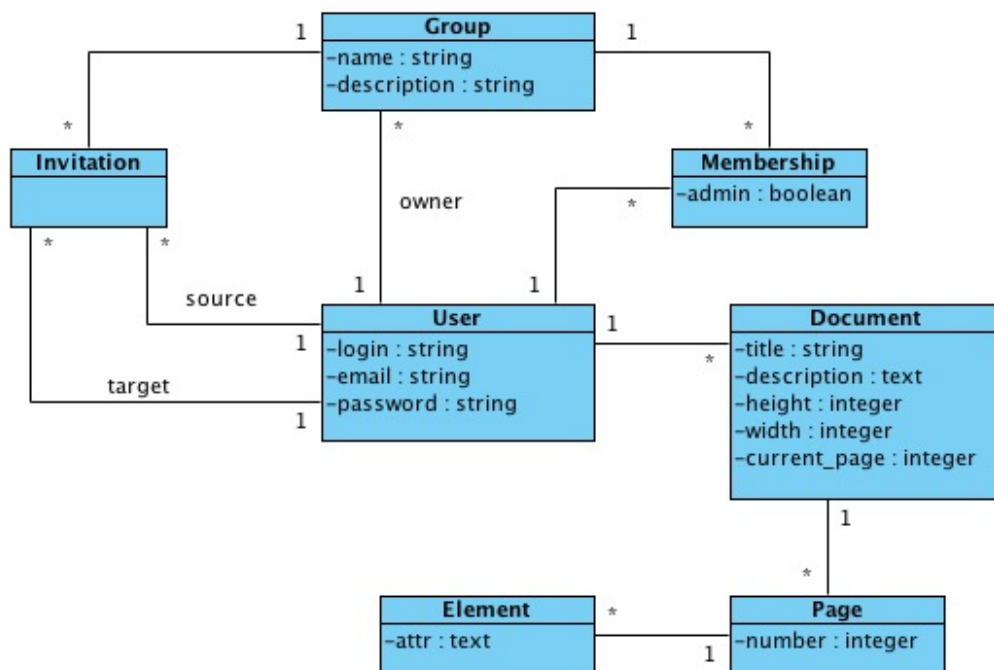 Group
1
1
-name : string
-description : string
*
*
*
Invitation
Membership
-admin : boolean
owner
*
*
*
source
1
1
User
1
Document
-login : string
-email : string
-password : string
1
*
-title : string
-description : text
-height : integer
-width : integer
-current_page : integer
target
1
1
*
Element
-attr : text
*
1
Page
-number : integer